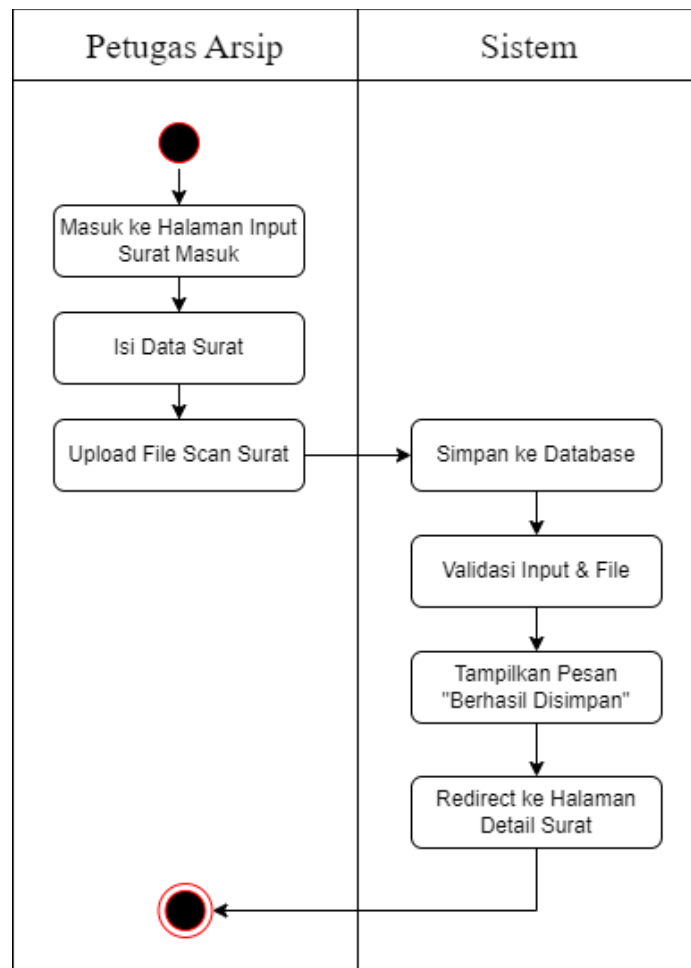 Petugas Arsip
Sistem
Masuk ke Halaman Input
Surat Masuk
Isi Data Surat
Upload File Scan Surat
Simpan ke Database
Validasi Input & File
Tampilkan Pesan
"Berhasil Disimpan"
Redirect ke Halaman
Detail Surat